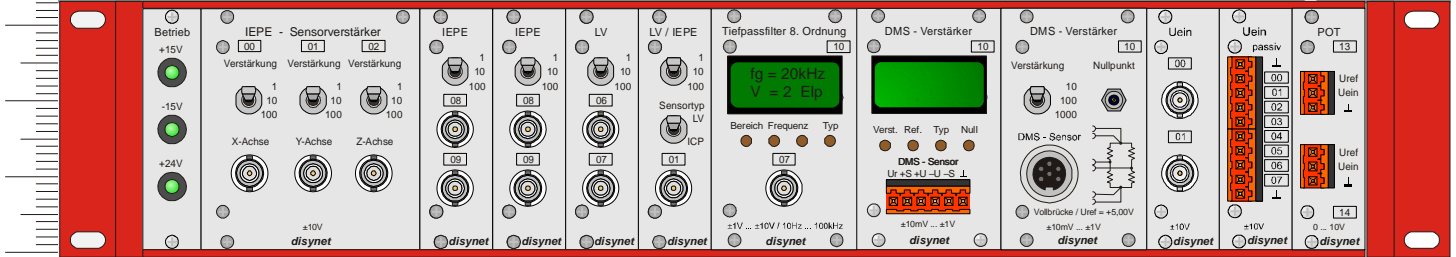 Betrieb
+15V
-15V
+24V
IEPE - Sensorverstärker
00 01 02
Verstärkung Verstärkung Verstärkung
1
10
100
1
10
100
1
10
100
X-Achse Y-Achse Z-Achse
±10V
disynet
IEPE
1
10
100
08
09
disynet
IEPE
1
10
100
08
09
disynet
LV
1
10
100
06
07
disynet
LV / IEPE
1
10
100
Sensortyp
LV
ICP
01
disynet
Tiefpassfilter 8. Ordnung
10
fg = 20kHz
V = 2 Elp
Bereich Frequenz Typ
07
±1V ... ±10V / 10Hz ... 100kHz
disynet
DMS - Verstärker
10
Verst. Ref. Typ Null
DMS - Sensor
Ur +S +U –U –S ⊥
±10mV ... ±1V
disynet
DMS - Verstärker
10
Verstärkung Nullpunkt
10
100
1000
DMS - Sensor
Vollbrücke / Uref = +5,00V
±10mV ... ±1V
disynet
Uein
00
01
±10V
disynet
Uein
passiv
⊥
00
01
02
03
04
05
06
07
⊥
±10V
disynet
POT
13
Uref
Uein
⊥
Uref
Uein
⊥
14
0 ... 10V
disynet